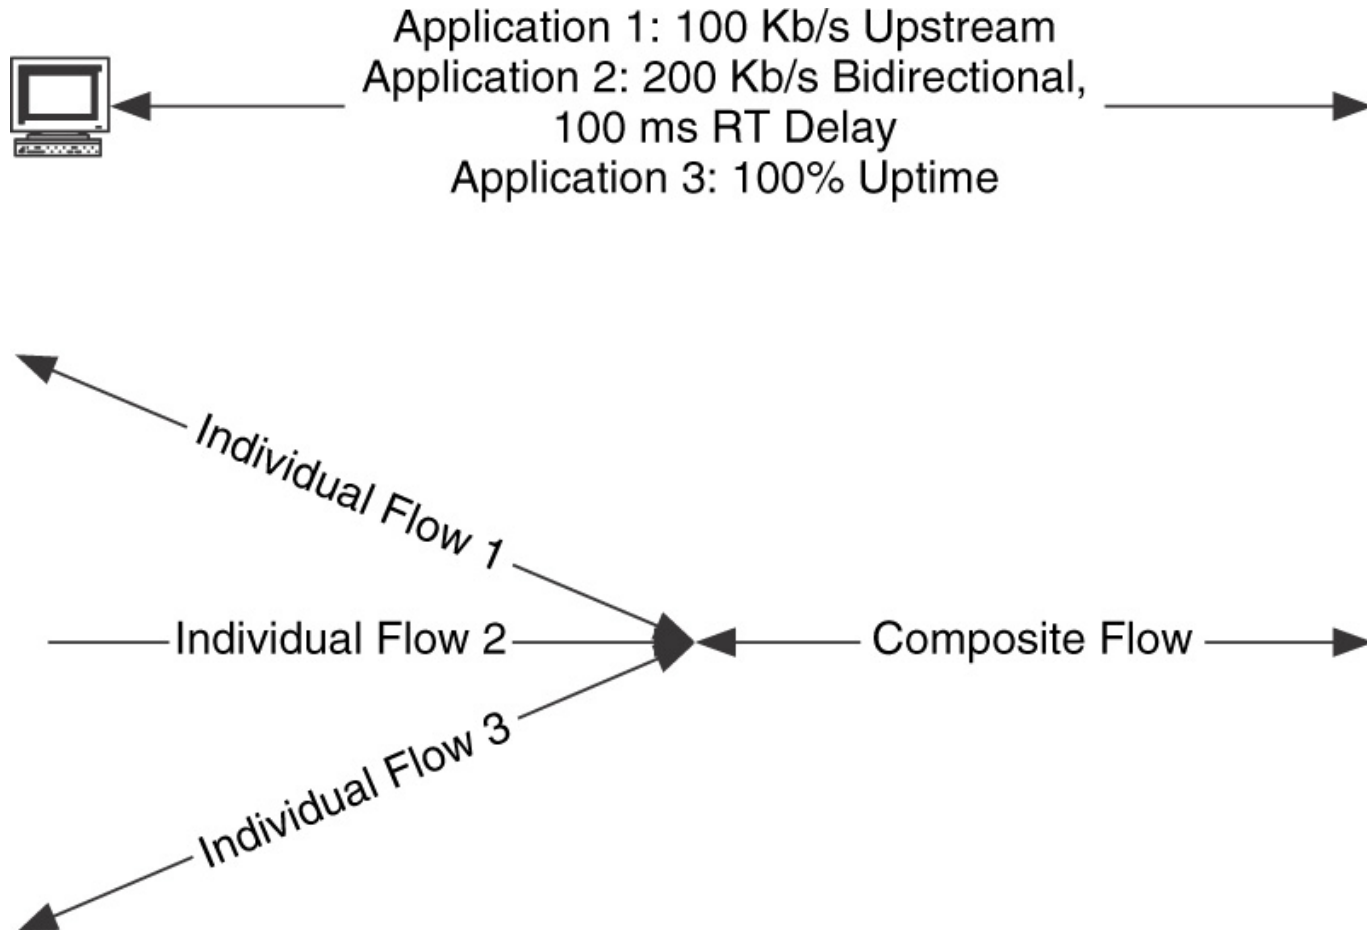 Application 1: 100 Kb/s Upstream
Application 2: 200 Kb/s Bidirectional,
100 ms RT Delay
Application 3: 100% Uptime
Individual Flow 1
Individual Flow 2
Composite Flow
Individual Flow 3